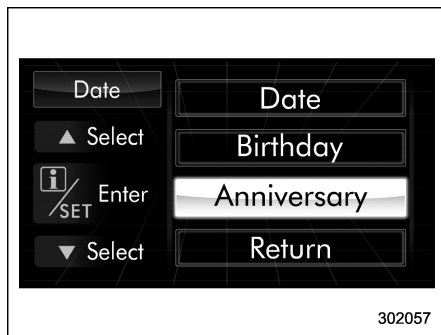 Date
▲ Select
i/SET Enter
▼ Select
Date
Birthday
Anniversary
Return
302057